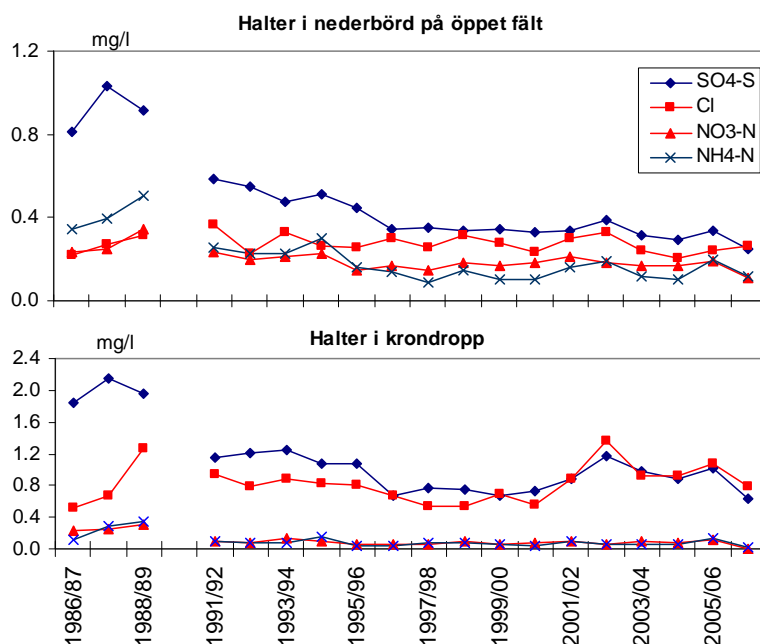 Halter i nederbörd på öppet fält
mg/l
1.2
0.8
0.4
0.0
SO4-S
Cl
NO3-N
NH4-N
Halter i krondropp
mg/l
2.4
2.0
1.6
1.2
0.8
0.4
0.0
1986/87
1988/89
1991/92
1993/94
1995/96
1997/98
1999/00
2001/02
2003/04
2005/06